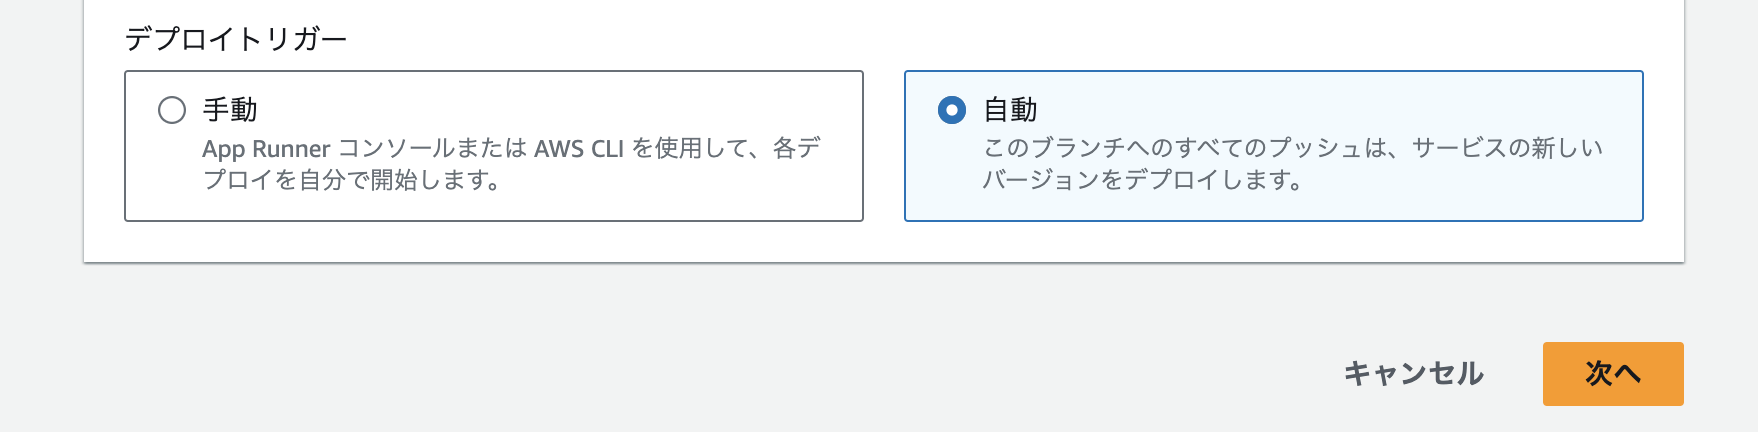 デプロイトリガー
手動
App Runner コンソールまたは AWS CLI を使用して、各デ
プロイを自分で開始します。
自動
このブランチへのすべてのプッシュは、サービスの新しい
バージョンをデプロイします。
キャンセル
次へ